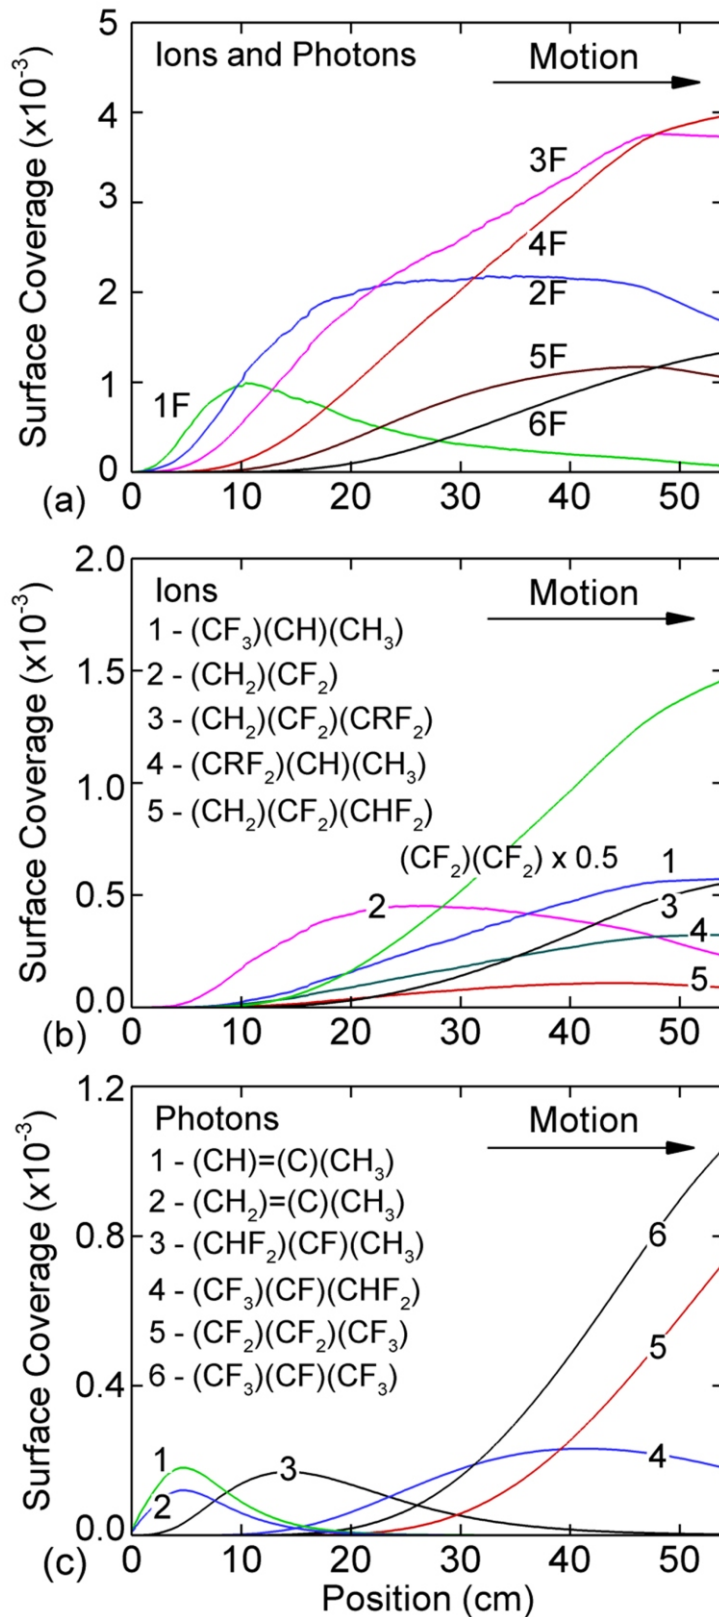 5
Ions and Photons
Motion
4
3F
3
4F
2
2F
1F
5F
1
6F
0
Surface Coverage (x10⁻³)
(a)
0 10 20 30 40 50
2.0
Ions
Motion
1 - (CF₃)(CH)(CH₃)
2 - (CH₂)(CF₂)
1.5
3 - (CH₂)(CF₂)(CRF₂)
4 - (CRF₂)(CH)(CH₃)
1.0
5 - (CH₂)(CF₂)(CHF₂)
(CF₂)(CF₂) x 0.5
1
0.5
2
3
4
5
0.0
Surface Coverage (x10⁻³)
(b)
0 10 20 30 40 50
1.2
Photons
Motion
1 - (CH)=(C)(CH₃)
2 - (CH₂)=(C)(CH₃)
3 - (CHF₂)(CF)(CH₃)
0.8
4 - (CF₃)(CF)(CHF₂)
5 - (CF₂)(CF₂)(CF₃)
6 - (CF₃)(CF)(CF₃)
6
5
0.4
1
2
3
4
0.0
Surface Coverage (x10⁻³)
(c)
0 10 20 30 40 50
Position (cm)